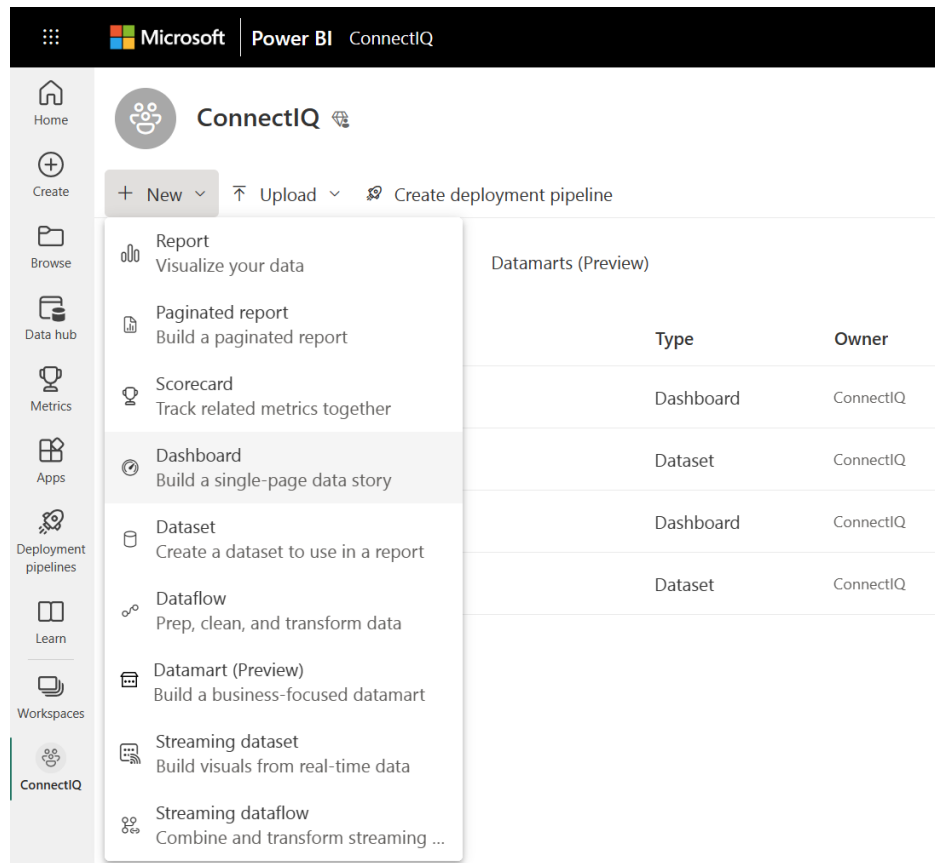 Microsoft Power BI ConnectIQ
Home
Create
Browse
Data hub
Metrics
Apps
Deployment
pipelines
Learn
Workspaces
ConnectIQ
ConnectIQ
New Upload Create deployment pipeline
Report
Visualize your data
Paginated report
Build a paginated report
Scorecard
Track related metrics together
Dashboard
Build a single-page data story
Dataset
Create a dataset to use in a report
Dataflow
Prep, clean, and transform data
Datamart (Preview)
Build a business-focused datamart
Streaming dataset
Build visuals from real-time data
Streaming dataflow
Combine and transform streaming ...
Datamarts (Preview)
Type Owner
Dashboard ConnectIQ
Dataset ConnectIQ
Dashboard ConnectIQ
Dataset ConnectIQ